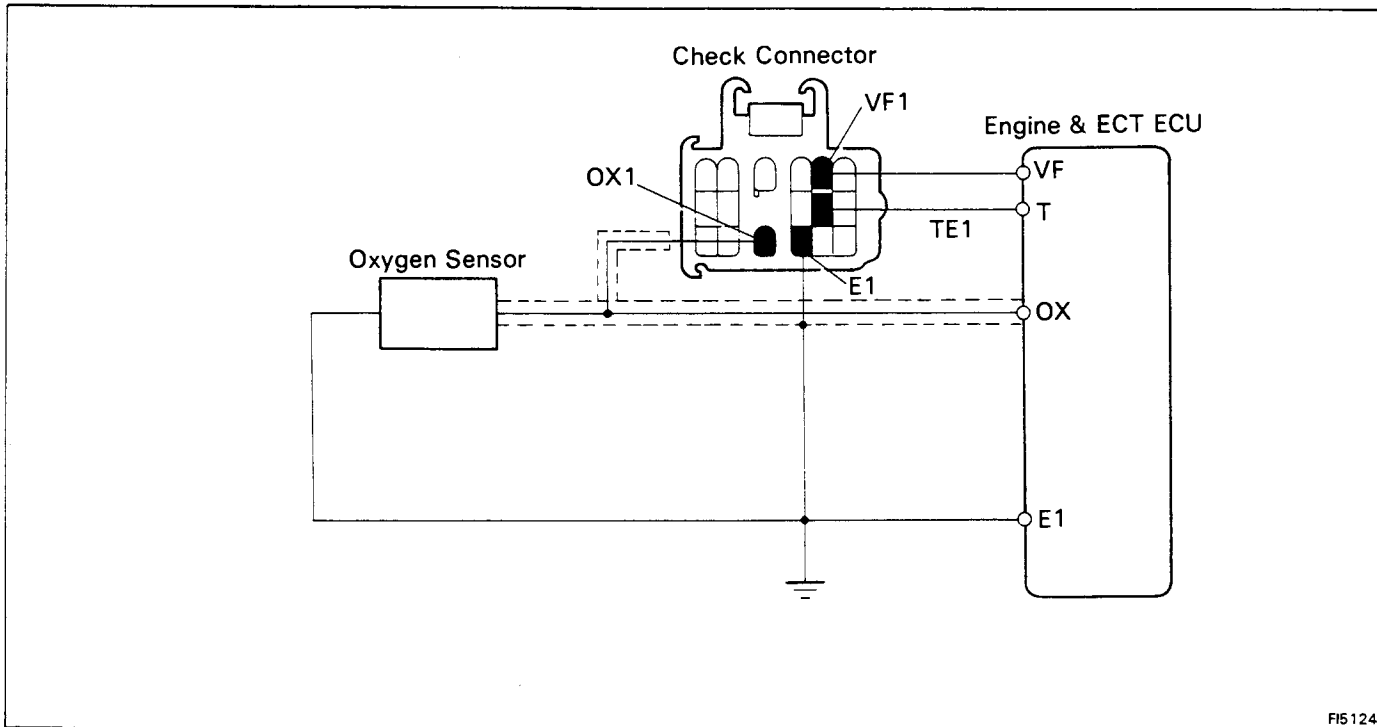 Check Connector
VF1
Engine & ECT ECU
VF
OX1
T
TE1
Oxygen Sensor
E1
OX
E1
FI5124